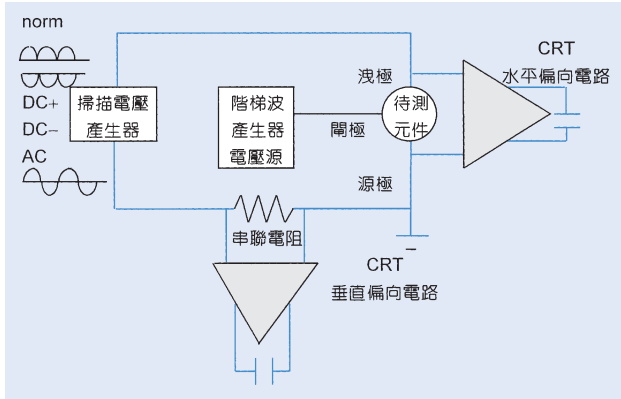 norm
DC+
DC−
AC
掃描電壓
產生器
階梯波
產生器
電壓源
洩極
閘極
源極
待測
元件
CRT
水平偏向電路
串聯電阻
CRT
垂直偏向電路